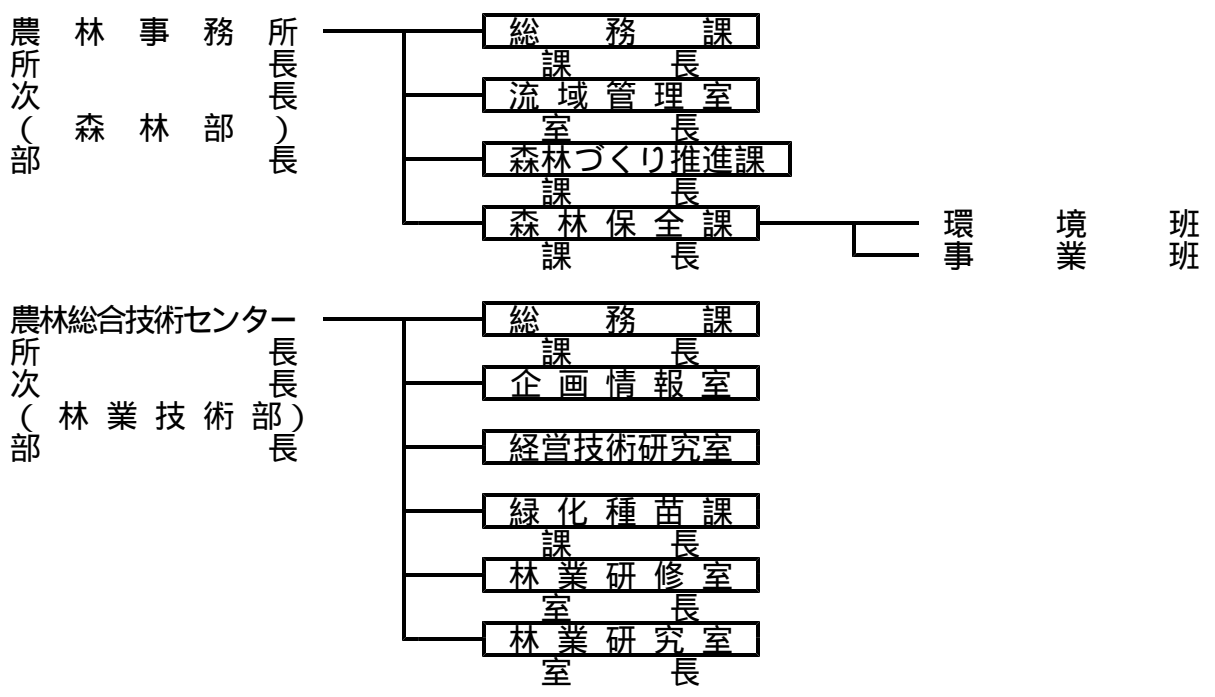 農林事務所 総務課
所長 課長
次長 流域管理室
(森林部) 室長
部長 森林づくり推進課
課長
森林保全課 環境班
課長 事業班
農林総合技術センター 総務課
所長 課長
次長 企画情報室
(林業技術部)
部長 経営技術研究室
緑化種苗課
課長
林業研修室
室長
林業研究室
室長